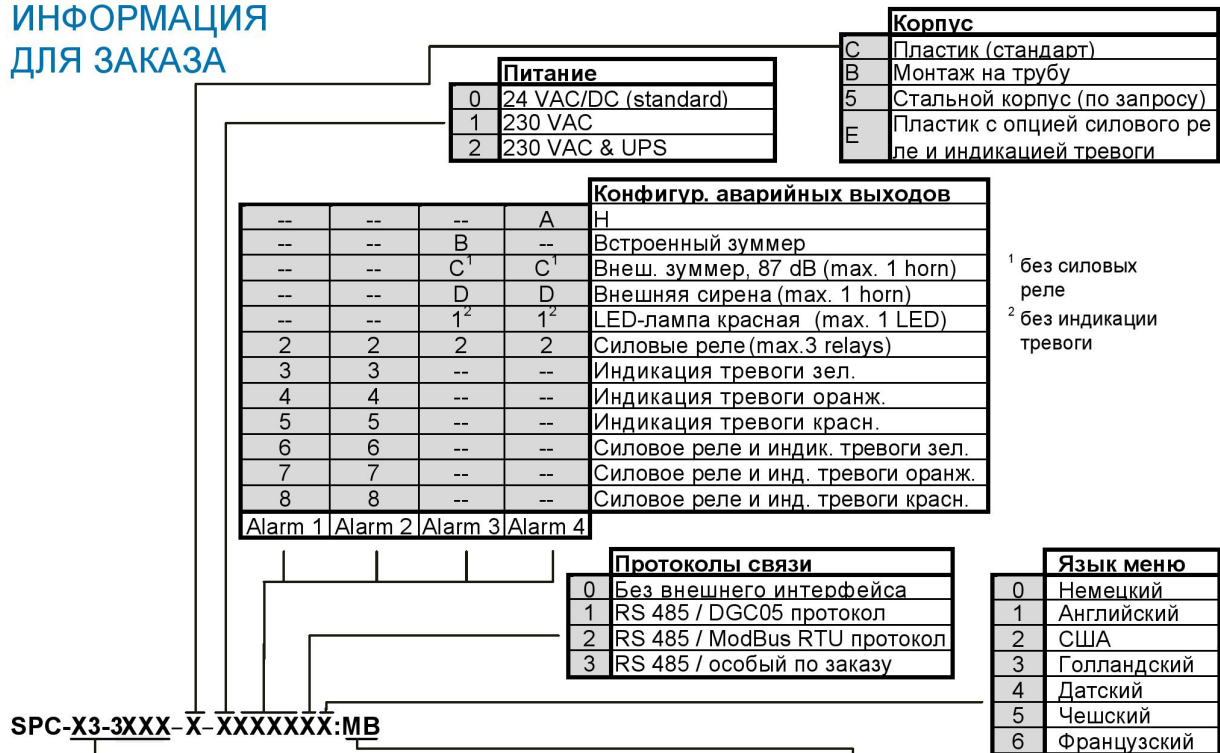 ИНФОРМАЦИЯ
ДЛЯ ЗАКАЗА
Корпус
C Пластик (стандарт)
B Монтаж на трубу
5 Стальной корпус (по запросу)
E Пластик с опцией силового ре
ле и индикацией тревоги
Питание
0 24 VAC/DC (standard)
1 230 VAC
2 230 VAC & UPS
Конфигур. аварийных выходов
-- -- -- A Н
-- -- B -- Встроенный зуммер
-- -- C¹ C¹ Внеш. зуммер, 87 dB (max. 1 horn)
-- -- D D Внешняя сирена (max. 1 horn)
-- -- 1² 1² LED-лампа красная (max. 1 LED)
2 2 2 2 Силовые реле (max.3 relays)
3 3 -- -- Индикация тревоги зел.
4 4 -- -- Индикация тревоги оранж.
5 5 -- -- Индикация тревоги красн.
6 6 -- -- Силовое реле и индик. тревоги зел.
7 7 -- -- Силовое реле и инд. тревоги оранж.
8 8 -- -- Силовое реле и инд. тревоги красн.
Alarm 1 Alarm 2 Alarm 3 Alarm 4
¹ без силовых
реле
² без индикации
тревоги
Протоколы связи
0 Без внешнего интерфейса
1 RS 485 / DGC05 протокол
2 RS 485 / ModBus RTU протокол
3 RS 485 / особый по заказу
Язык меню
0 Немецкий
1 Английский
2 США
3 Голландский
4 Датский
5 Чешский
6 Французский
SPC-X3-3XXX-X-XXXXXXX:MB